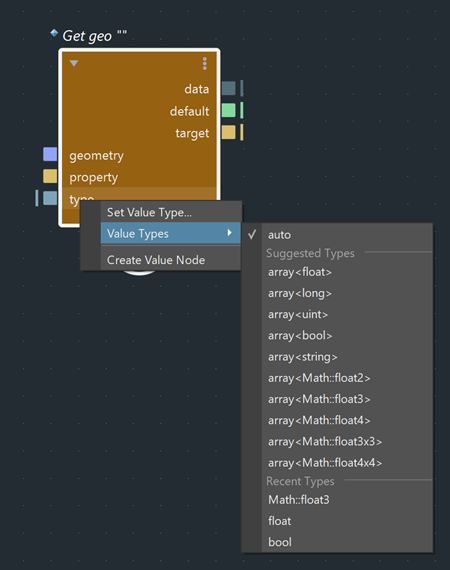 Get geo ""
data
default
target
geometry
property
type
Set Value Type...
Value Types
Create Value Node
auto
Suggested Types
array<float>
array<long>
array<uint>
array<bool>
array<string>
array<Math::float2>
array<Math::float3>
array<Math::float4>
array<Math::float3x3>
array<Math::float4x4>
Recent Types
Math::float3
float
bool